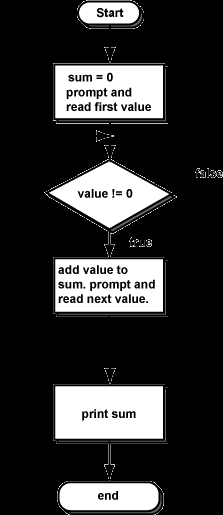 Start
sum = 0
prompt and
read first value
value != 0
false
true
add value to
sum. prompt and
read next value.
print sum
end